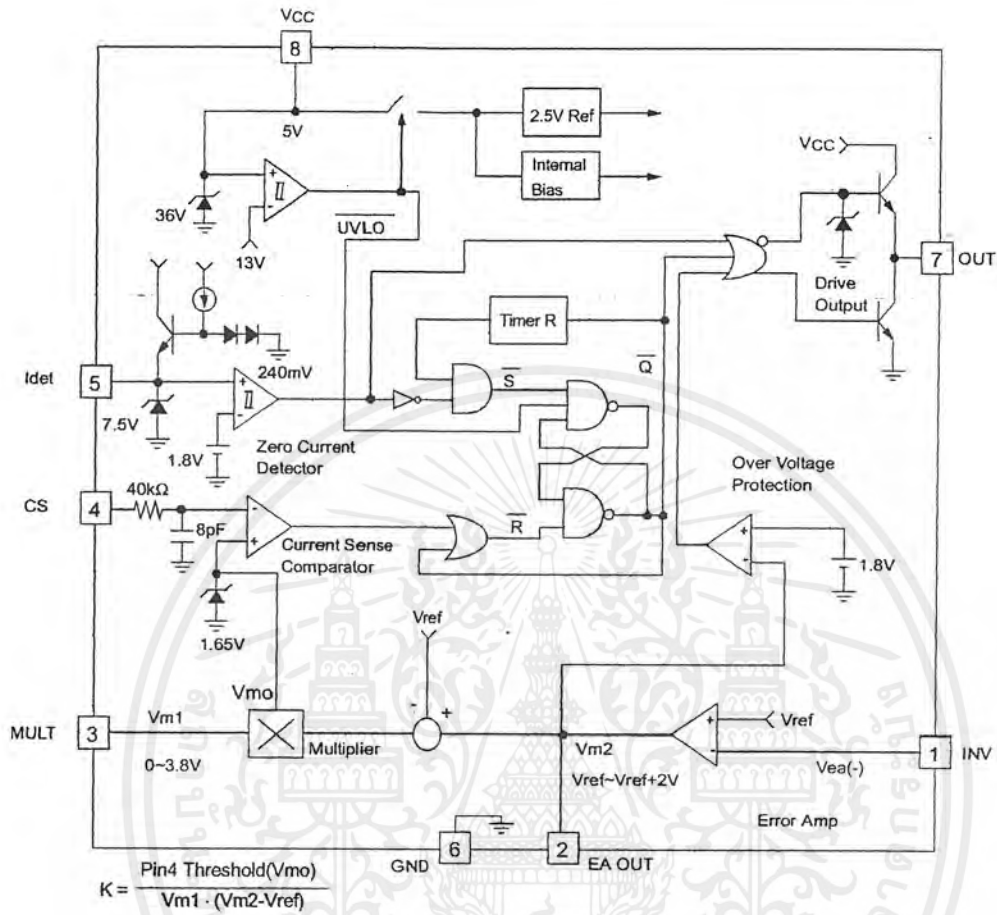 VCC
8
5V
2.5V Ref
Internal
Bias
VCC
36V
13V
UVLO
7
OUT
Drive
Output
Timer R
Idet
5
240mV
S
Q
7.5V
1.8V
Zero Current
Detector
Over Voltage
Protection
CS
4
40kΩ
8pF
Current Sense
Comparator
R
1.8V
1.65V
Vref
Vmo
MULT
3
Vm1
0~3.8V
Multiplier
-
+
Vm2
Vref~Vref+2V
Vref
Vea(-)
1
INV
Error Amp
GND
6
2
EA OUT
K = Pin4 Threshold(Vmo)
Vm1 · (Vm2-Vref)